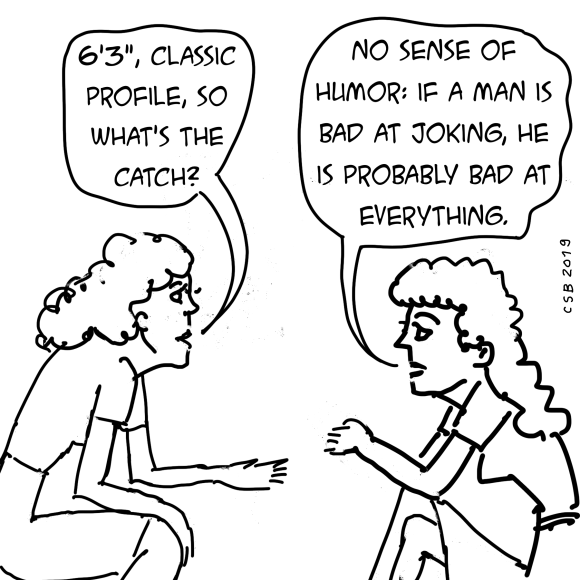 6'3", CLASSIC
PROFILE, SO
WHAT'S THE
CATCH?
NO SENSE OF
HUMOR: IF A MAN IS
BAD AT JOKING, HE
IS PROBABLY BAD AT
EVERYTHING.
CSB 2019